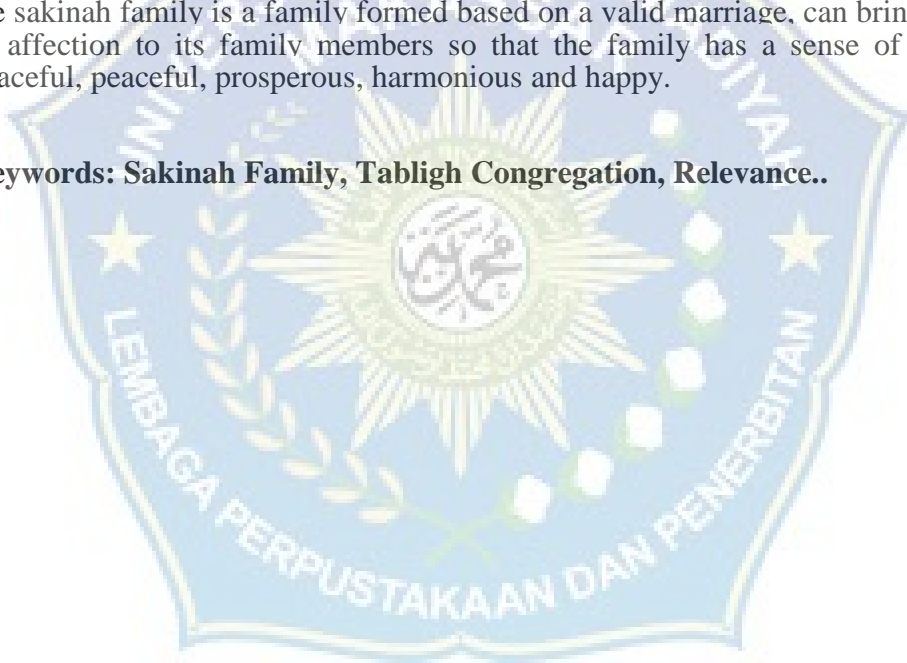 sakinah family is a family formed based on a valid marriage, can brin
affection to its family members so that the family has a sense of
peaceful, prosperous, harmonious and happy.
Keywords: Sakinah Family, Tabligh Congregation, Relevance..
LEMBAGA PERPUSTAKAAN DAN PENERBITAN